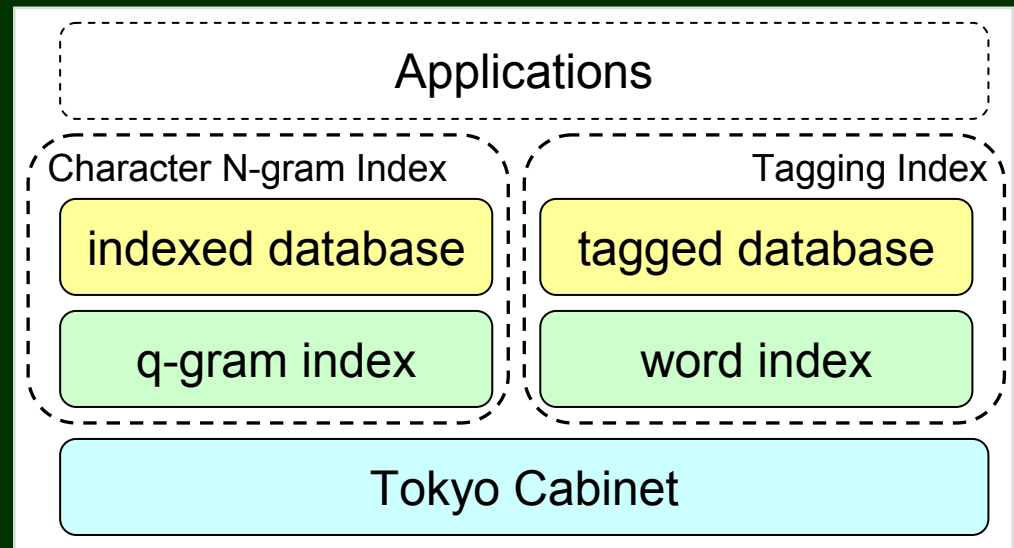 Applications
Character N-gram Index
Tagging Index
indexed database
tagged database
q-gram index
word index
Tokyo Cabinet